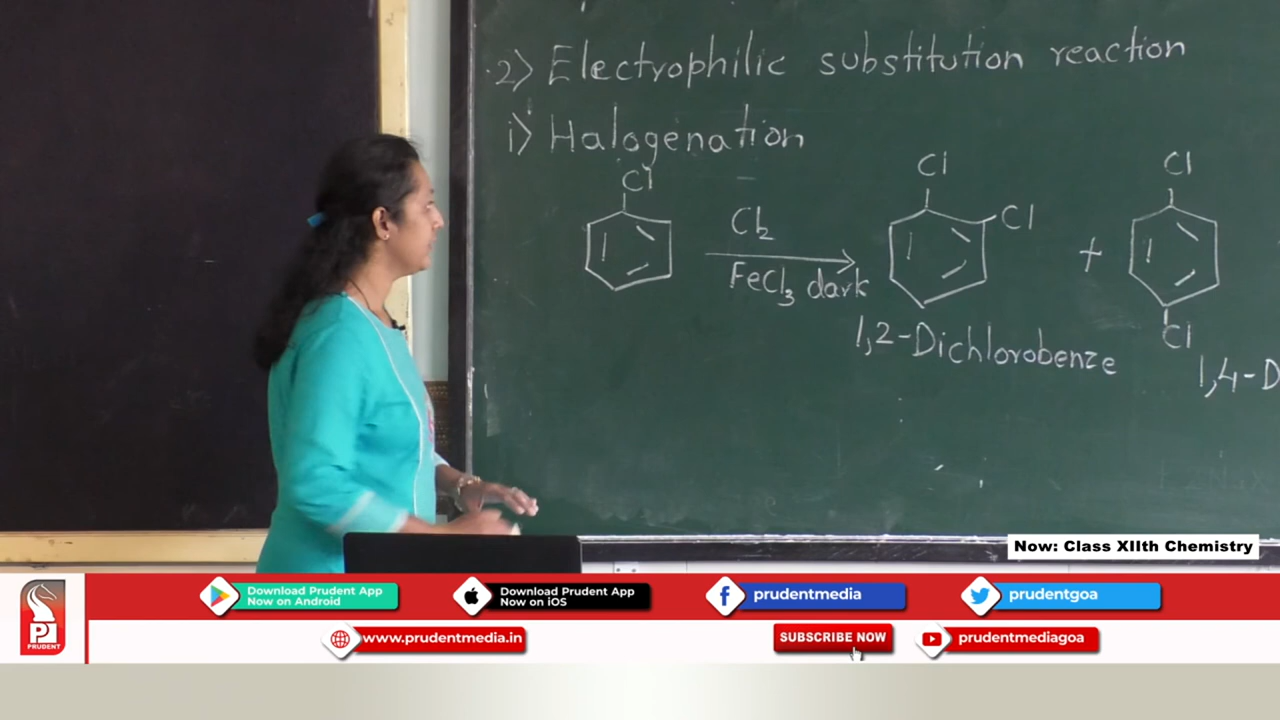 2) Electrophilic substitution reaction
i) Halogenation
Cl
Cl
Cl
Cl2
Cl
+
FeCl3 dark
Cl
1,2-Dichlorobenze
1,4-D
Now: Class XIIth Chemistry
Download Prudent App
Now on Android
Download Prudent App
Now on iOS
prudentmedia
prudentgoa
PRUDENT
www.prudentmedia.in
SUBSCRIBE NOW
prudentmediagoa